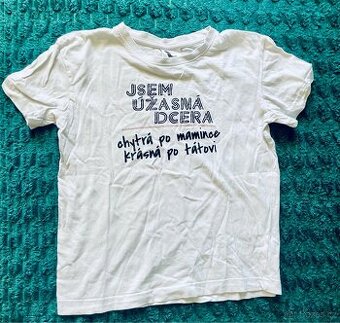 JSEM
ÚŽASNÁ
DCERA
chytrá po mamince
krásná po tátovi